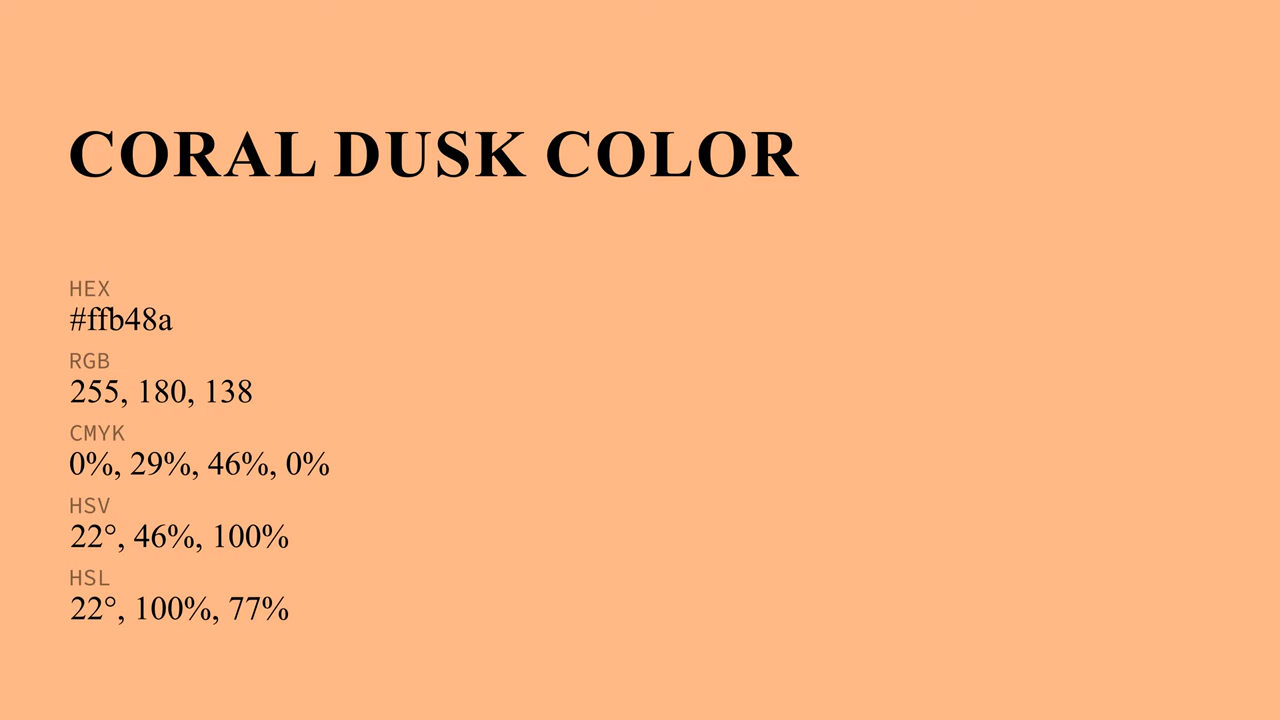 CORAL DUSK COLOR
HEX
#ffb48a
RGB
255, 180, 138
CMYK
0%, 29%, 46%, 0%
HSV
22°, 46%, 100%
HSL
22°, 100%, 77%